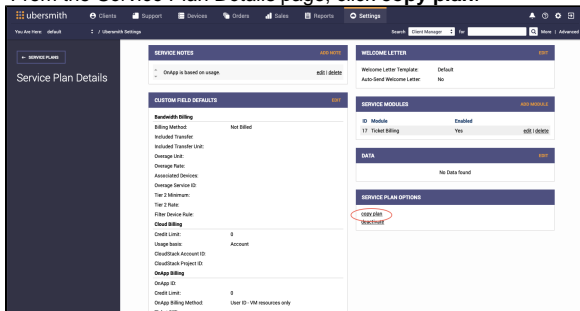 From the Service Plan Details page, click copy plan.
ubersmith Clients Support Devices Orders Sales Reports Settings
You Are Here: default / Ubersmith Settings Search Client Manager for More | Advanced
← SERVICE PLANS
Service Plan Details
SERVICE NOTES ADD NOTE
OnApp is based on usage. edit | delete
CUSTOM FIELD DEFAULTS EDIT
Bandwidth Billing
Billing Method: Not Billed
Included Transfer:
Included Transfer Unit:
Overage Unit:
Overage Rate:
Associated Devices:
Overage Service ID:
Tier 2 Minimum:
Tier 2 Rate:
Filter Device Rule:
Cloud Billing
Credit Limit: 0
Usage basis: Account
CloudStack Account ID:
CloudStack Project ID:
OnApp Billing
OnApp ID:
Credit Limit: 0
OnApp Billing Method: User ID - VM resources only
WELCOME LETTER EDIT
Welcome Letter Template: Default
Auto-Send Welcome Letter: No
SERVICE MODULES ADD MODULE
ID Module Enabled
17 Ticket Billing Yes edit | delete
DATA EDIT
No Data found
SERVICE PLAN OPTIONS
copy plan
deactivate